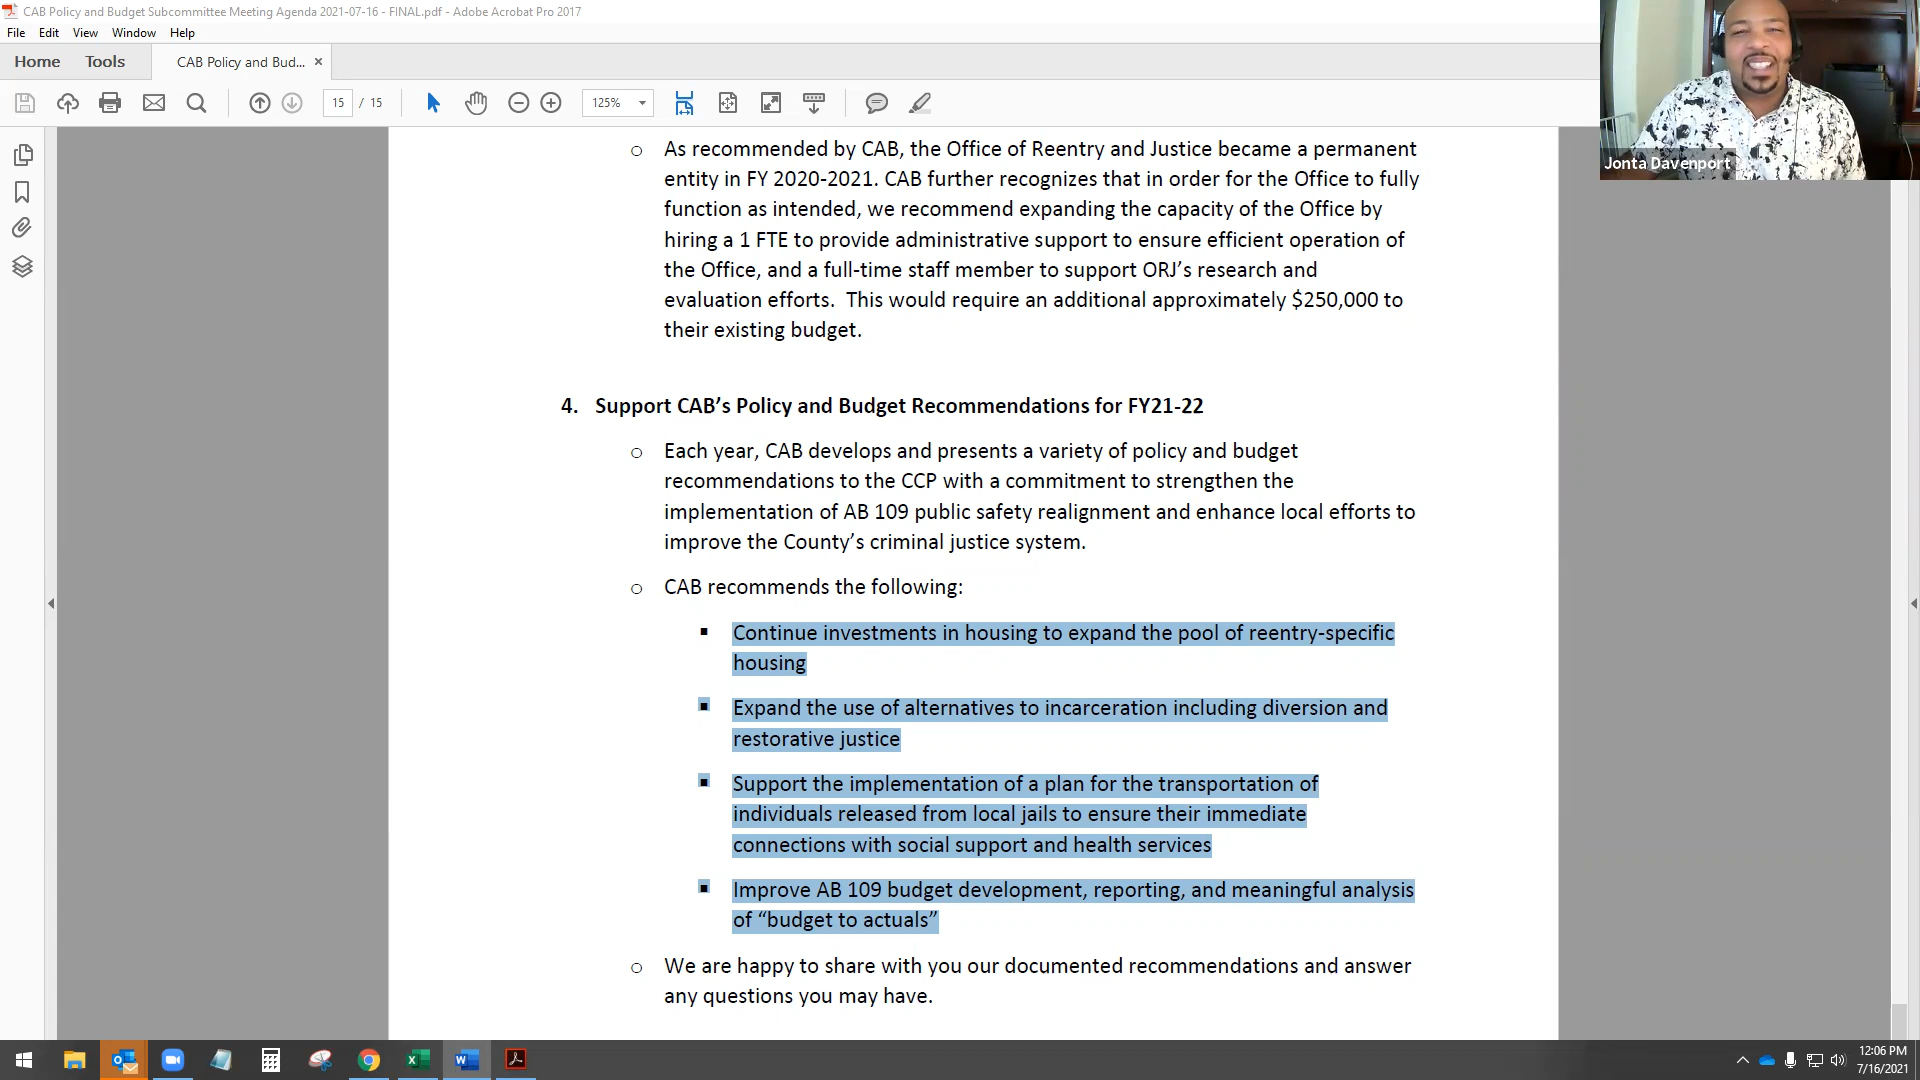 CAB Policy and Budget Subcommittee Meeting Agenda 2021-07-16 - FINAL.pdf - Adobe Acrobat Pro 2017
File Edit View Window Help
Home Tools CAB Policy and Bud... ×
15 / 15 125%
Jonta Davenport
o As recommended by CAB, the Office of Reentry and Justice became a permanent
entity in FY 2020-2021. CAB further recognizes that in order for the Office to fully
function as intended, we recommend expanding the capacity of the Office by
hiring a 1 FTE to provide administrative support to ensure efficient operation of
the Office, and a full-time staff member to support ORJ’s research and
evaluation efforts.  This would require an additional approximately $250,000 to
their existing budget.
4. Support CAB’s Policy and Budget Recommendations for FY21-22
o Each year, CAB develops and presents a variety of policy and budget
recommendations to the CCP with a commitment to strengthen the
implementation of AB 109 public safety realignment and enhance local efforts to
improve the County’s criminal justice system.
o CAB recommends the following:
▪ Continue investments in housing to expand the pool of reentry-specific
housing
▪ Expand the use of alternatives to incarceration including diversion and
restorative justice
▪ Support the implementation of a plan for the transportation of
individuals released from local jails to ensure their immediate
connections with social support and health services
▪ Improve AB 109 budget development, reporting, and meaningful analysis
of “budget to actuals”
o We are happy to share with you our documented recommendations and answer
any questions you may have.
12:06 PM
7/16/2021